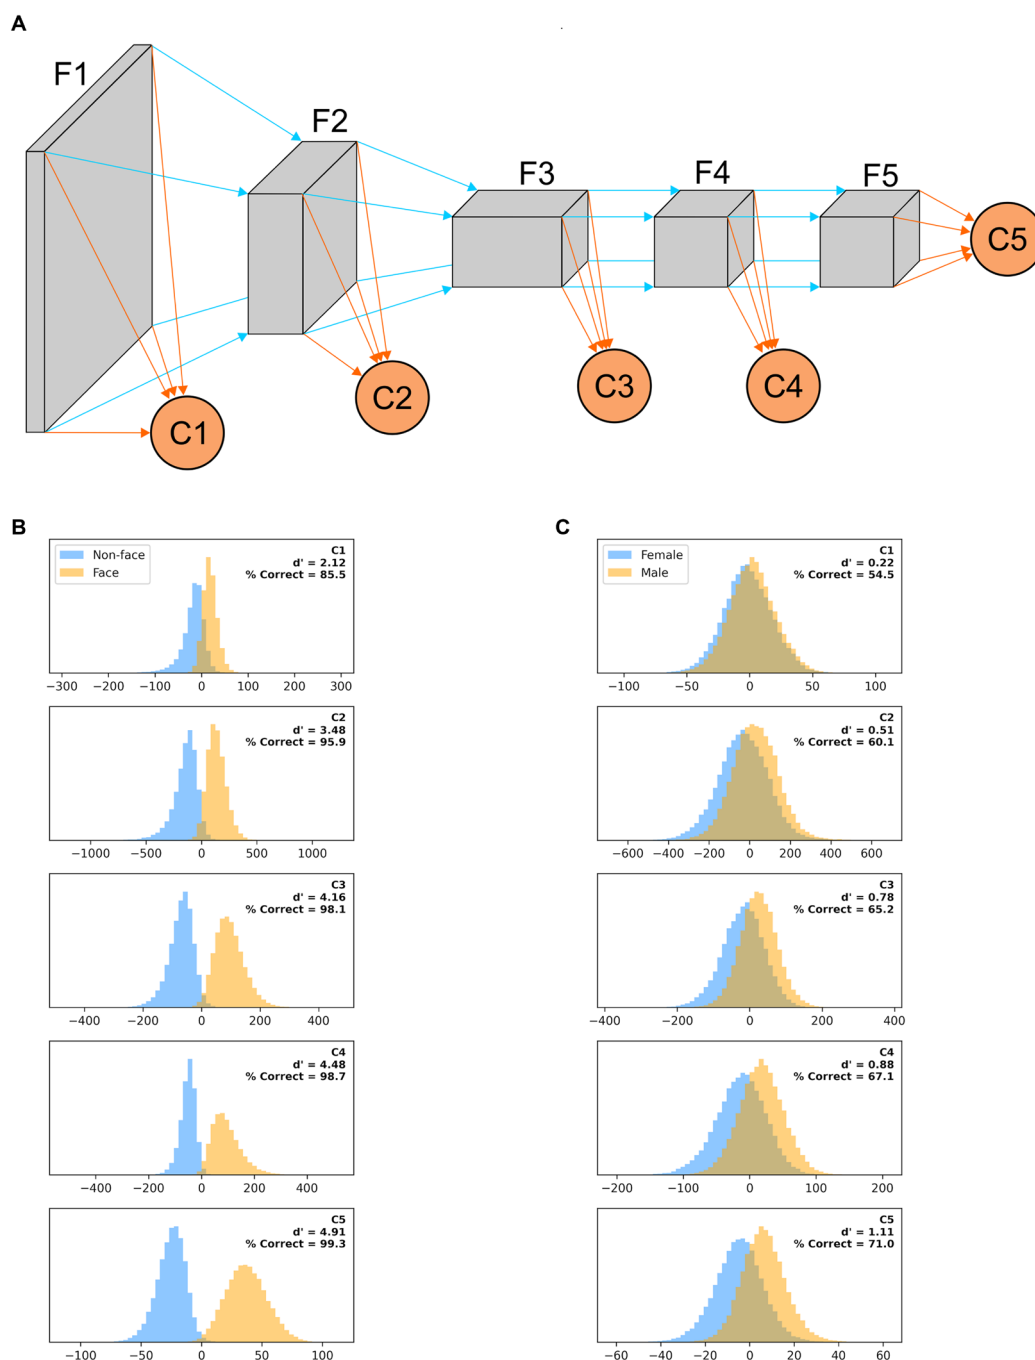 A
F1
F2
F3
F4
F5
C5
C1
C2
C3
C4
B
Non-face
Face
C1
d' = 2.12
% Correct = 85.5
−300 −200 −100 0 100 200 300
C2
d' = 3.48
% Correct = 95.9
−1000 −500 0 500 1000
C3
d' = 4.16
% Correct = 98.1
−400 −200 0 200 400
C4
d' = 4.48
% Correct = 98.7
−400 −200 0 200 400
C5
d' = 4.91
% Correct = 99.3
−100 −50 0 50 100
C
Female
Male
C1
d' = 0.22
% Correct = 54.5
−100 −50 0 50 100
C2
d' = 0.51
% Correct = 60.1
−600 −400 −200 0 200 400 600
C3
d' = 0.78
% Correct = 65.2
−400 −200 0 200 400
C4
d' = 0.88
% Correct = 67.1
−200 −100 0 100 200
C5
d' = 1.11
% Correct = 71.0
−60 −40 −20 0 20 40 60